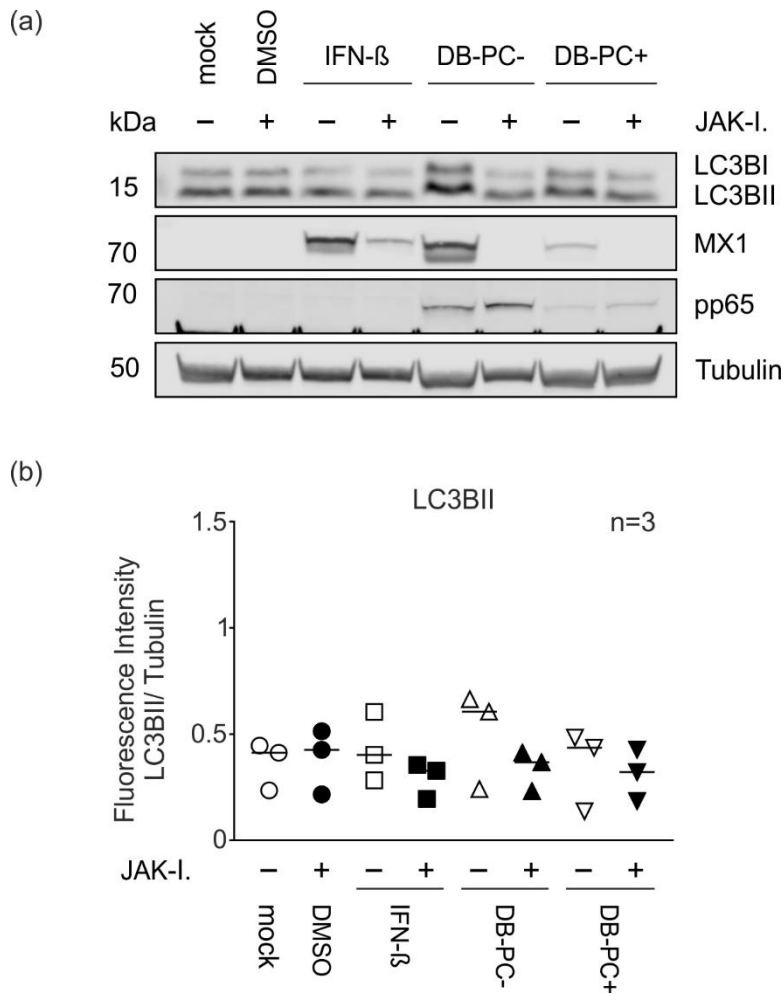 (a)
mock
DMSO
IFN-ß
DB-PC-
DB-PC+
kDa
− + − + − + − +
JAK-I.
LC3BI
15
LC3BII
70
MX1
70
pp65
50
Tubulin
(b)
LC3BII
n=3
Fluorescence Intensity
LC3BII/ Tubulin
1.5
1
0.5
0
JAK-I.
− + − + − + − +
mock
DMSO
IFN-ß
DB-PC-
DB-PC+